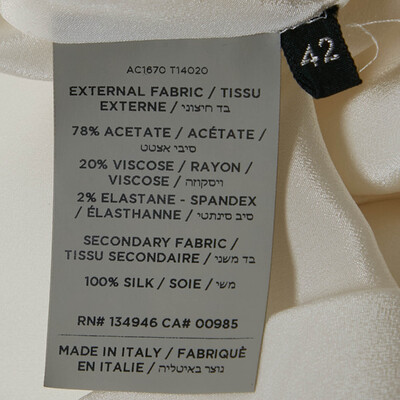 42
AC1670 T14020
EXTERNAL FABRIC / TISSU
EXTERNE / בד חיצוני
78% ACETATE / ACÉTATE /
סיבי אצטט
20% VISCOSE / RAYON /
VISCOSE / ויסקוזה
2% ELASTANE - SPANDEX
/ ÉLASTHANNE / סיב סינתטי
SECONDARY FABRIC /
TISSU SECONDAIRE / בד משני
100% SILK / SOIE / משי
RN# 134946 CA# 00985
MADE IN ITALY / FABRIQUÈ
EN ITALIE / נוצר באיטליה